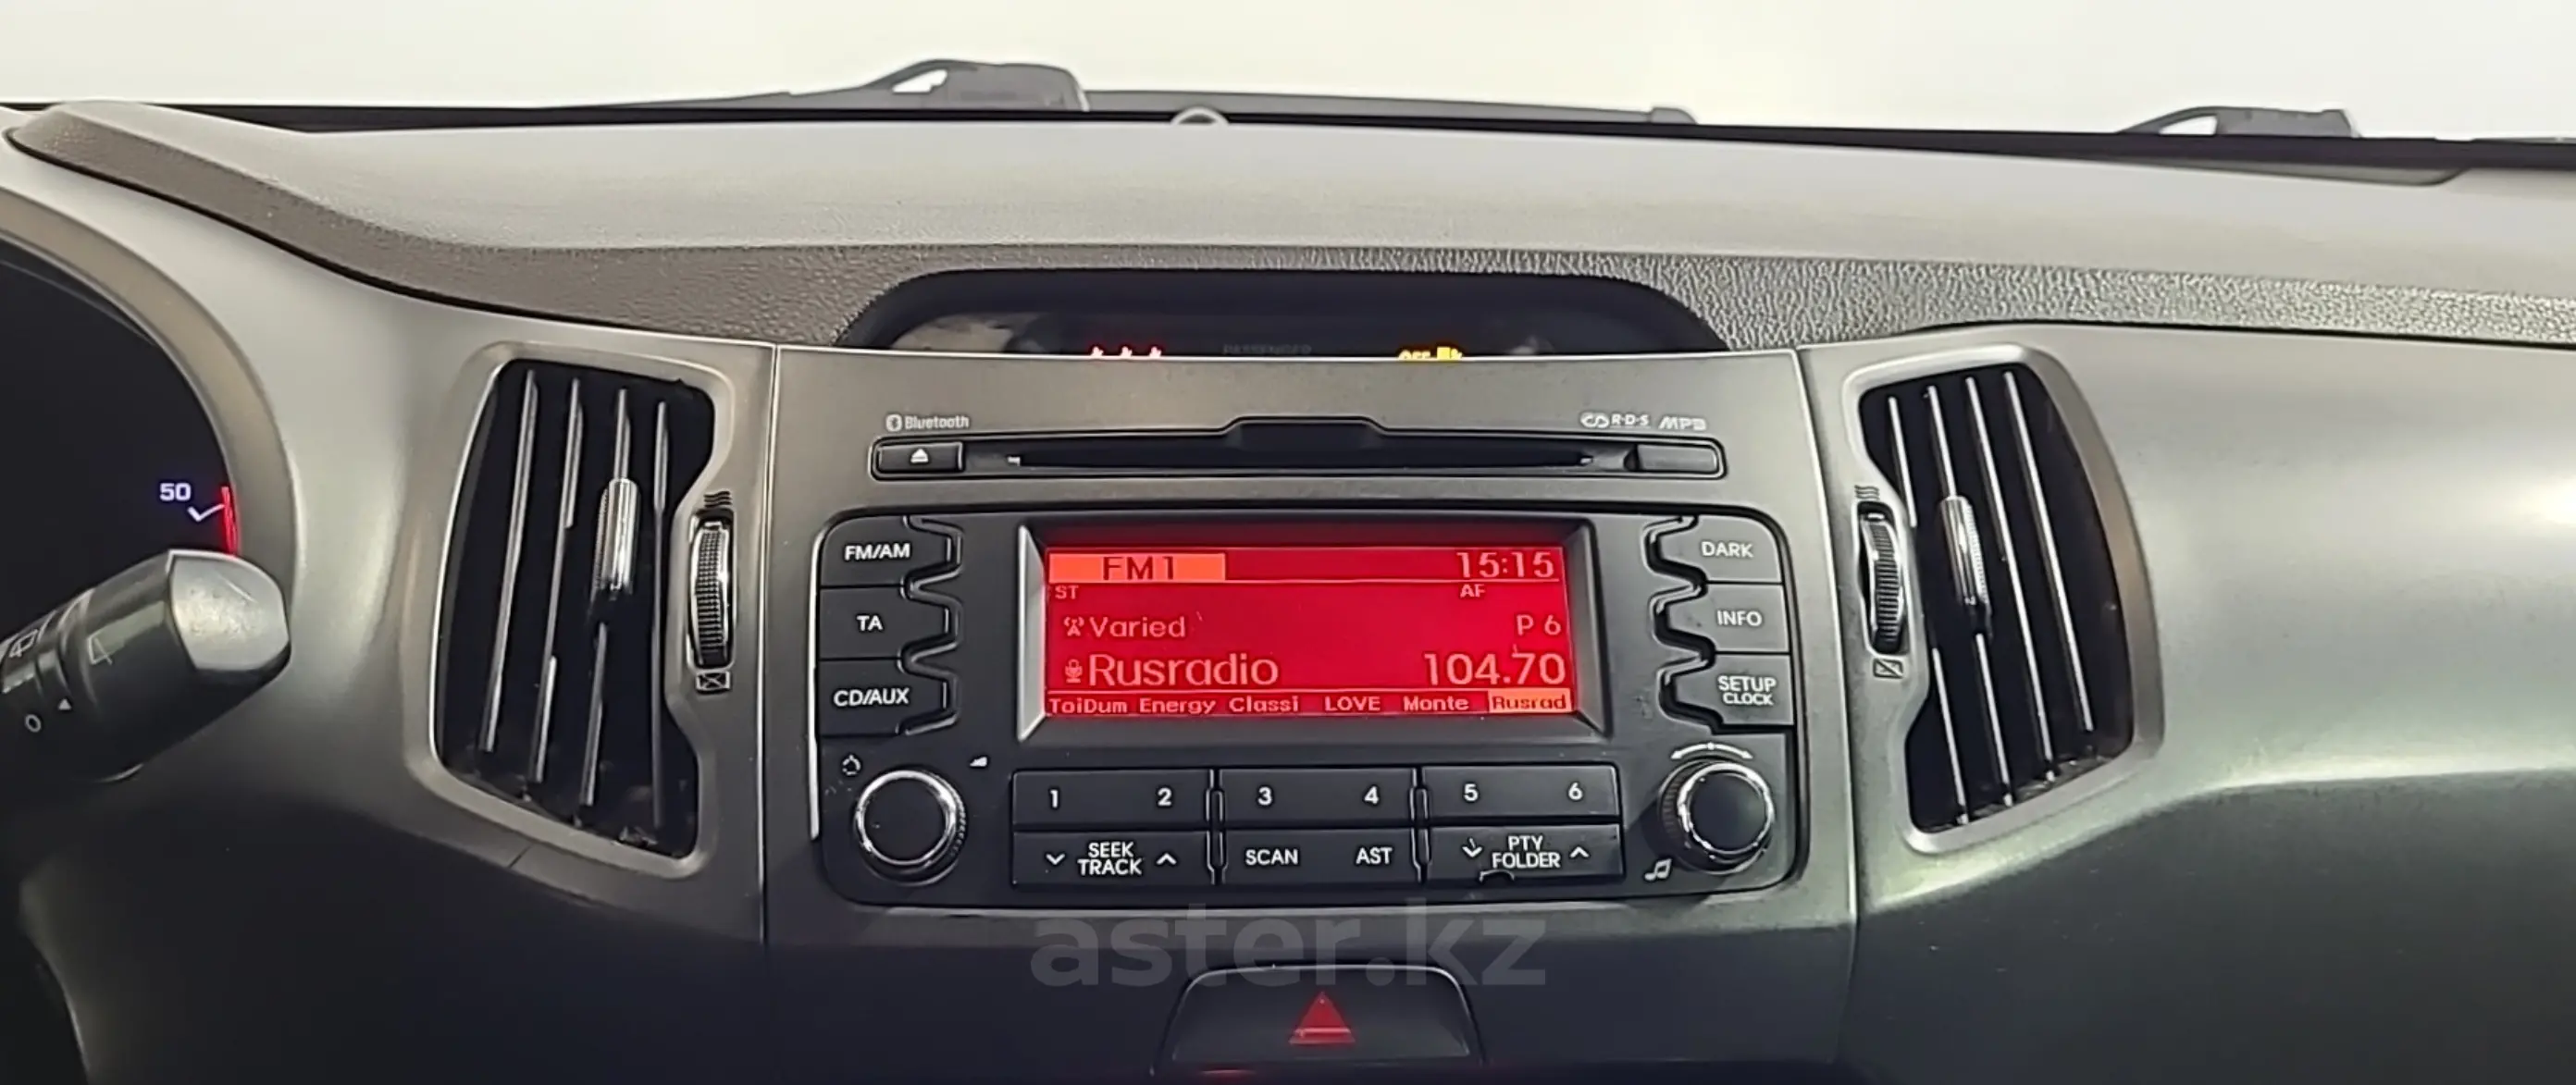 PASSENGER
OFF
Bluetooth
R·D·S MP3
50
FM/AM
TA
CD/AUX
FM1 15:15
ST AF
Varied P 6
Rusradio 104.70
ToiDum Energy Classi LOVE Monte Rusrad
DARK
INFO
SETUP
CLOCK
1 2 3 4 5 6
SEEK
TRACK
SCAN AST
PTY
FOLDER
aster.kz